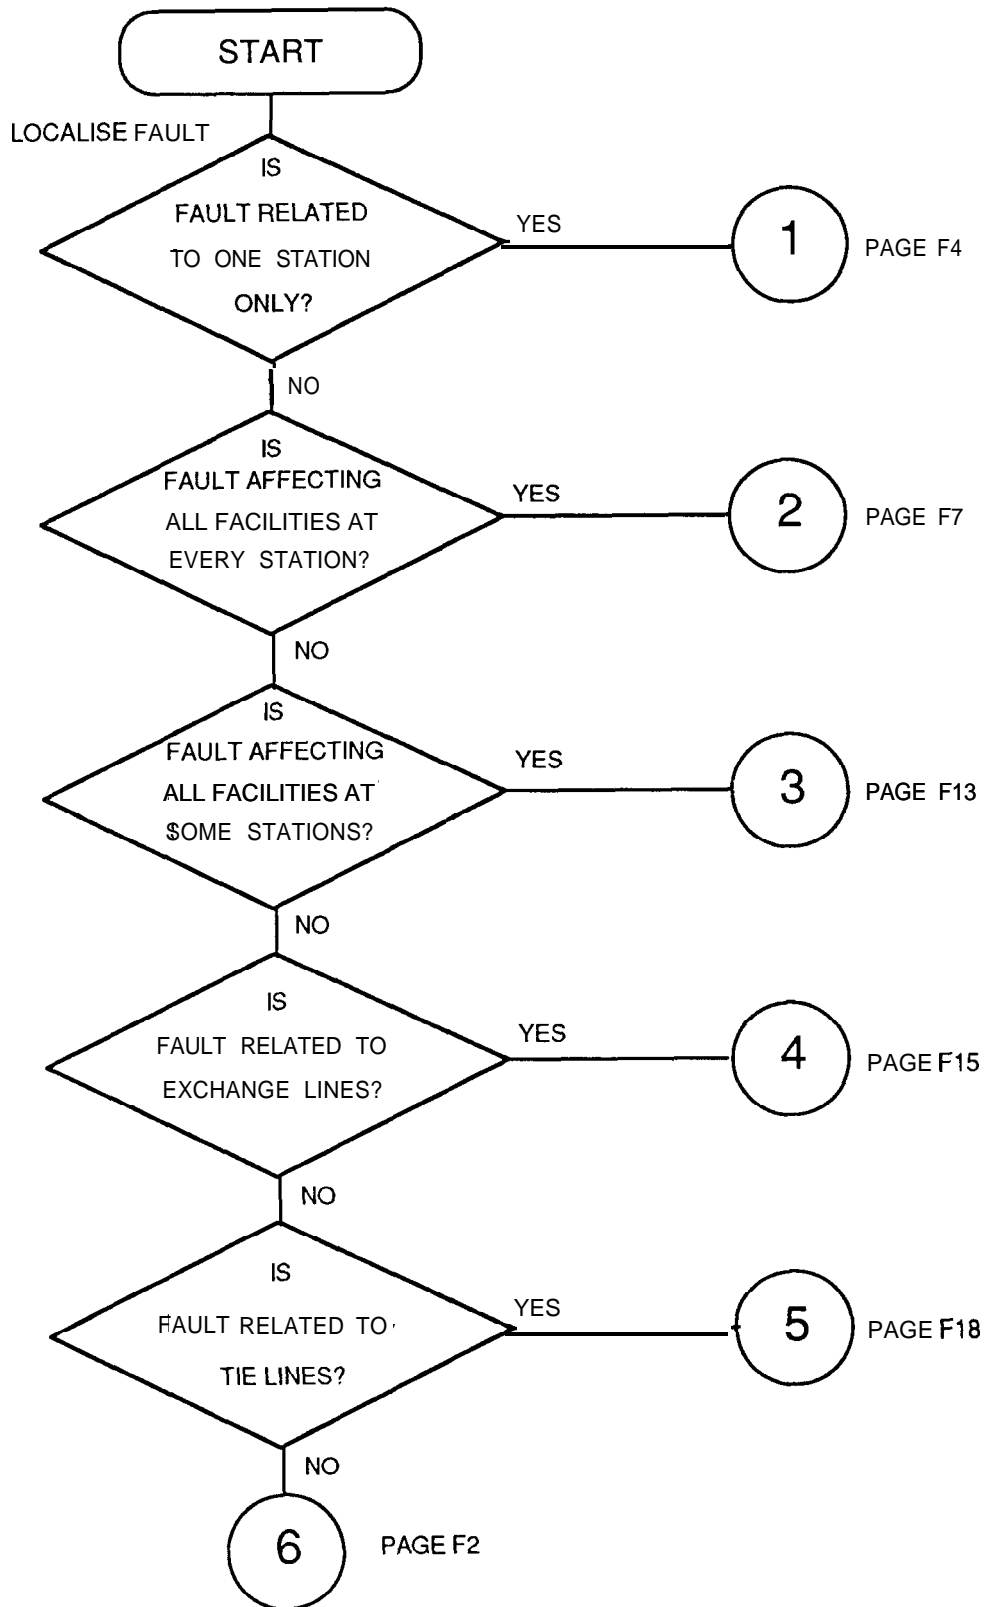 START
LOCALISE FAULT
IS
FAULT RELATED
TO ONE STATION
ONLY?
YES
1
PAGE F4
NO
IS
FAULT AFFECTING
ALL FACILITIES AT
EVERY STATION?
YES
2
PAGE F7
NO
IS
FAULT AFFECTING
ALL FACILITIES AT
SOME STATIONS?
YES
3
PAGE F13
NO
IS
FAULT RELATED TO
EXCHANGE LINES?
YES
4
PAGE F15
NO
IS
FAULT RELATED TO
TIE LINES?
YES
5
PAGE F18
NO
6
PAGE F2